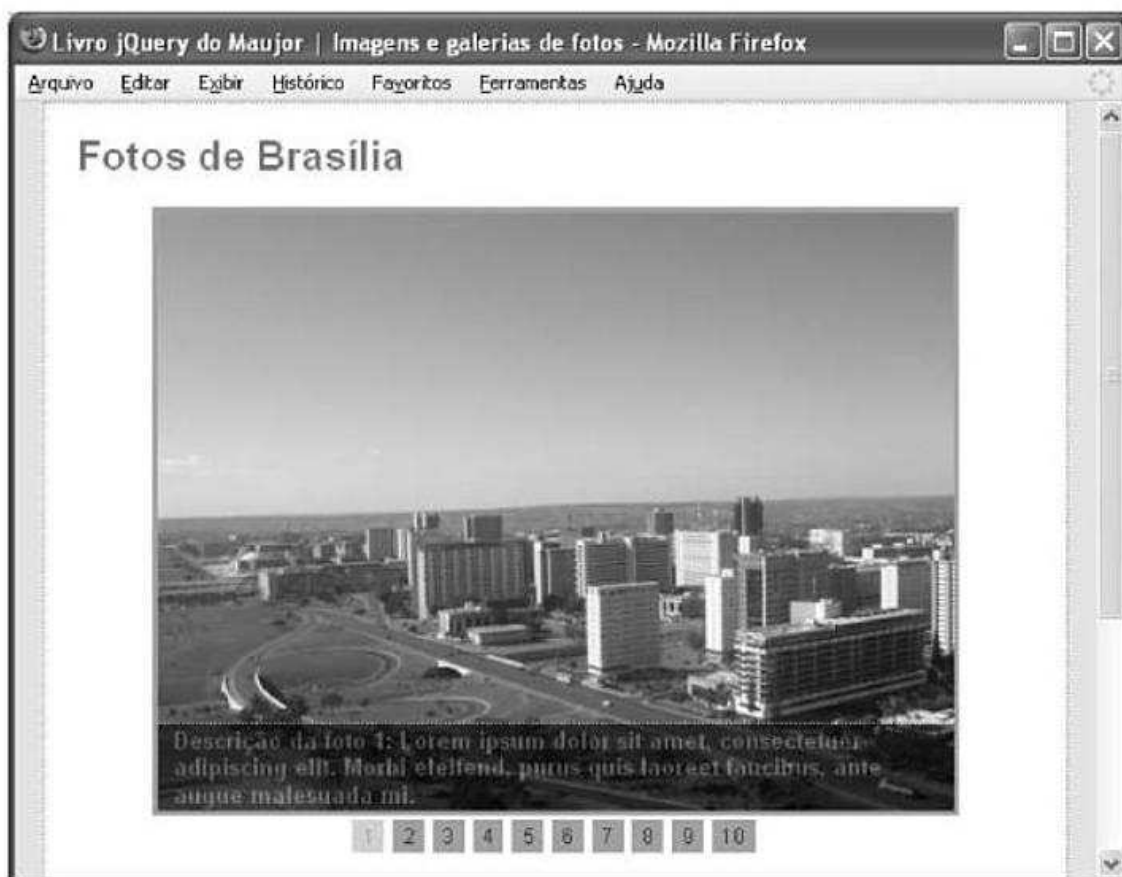 Livro jQuery do Maujor | Imagens e galerias de fotos - Mozilla Firefox
Arquivo Editar Exibir Histórico Favoritos Ferramentas Ajuda
Fotos de Brasília
Descrição da foto 1: Lorem ipsum dolor sit amet, consectetuer
adipiscing elit. Morbi eleifend, purus quis laoreet faucibus, ante
augue malesuada mi.
1 2 3 4 5 6 7 8 9 10